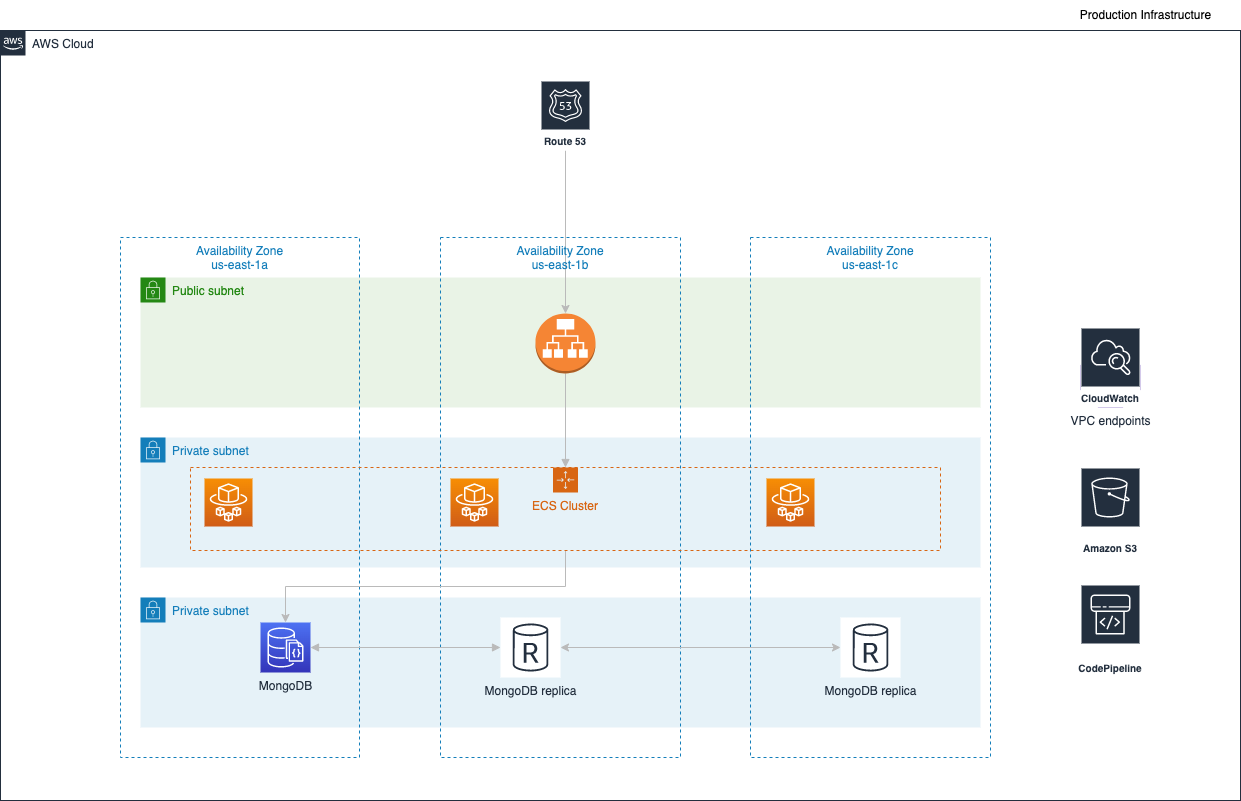 Production Infrastructure
aws
AWS Cloud
53
Route 53
Availability Zone
us-east-1a
Availability Zone
us-east-1b
Availability Zone
us-east-1c
Public subnet
CloudWatch
VPC endpoints
Private subnet
ECS Cluster
Amazon S3
Private subnet
{}
R
R
</>
MongoDB
MongoDB replica
MongoDB replica
CodePipeline